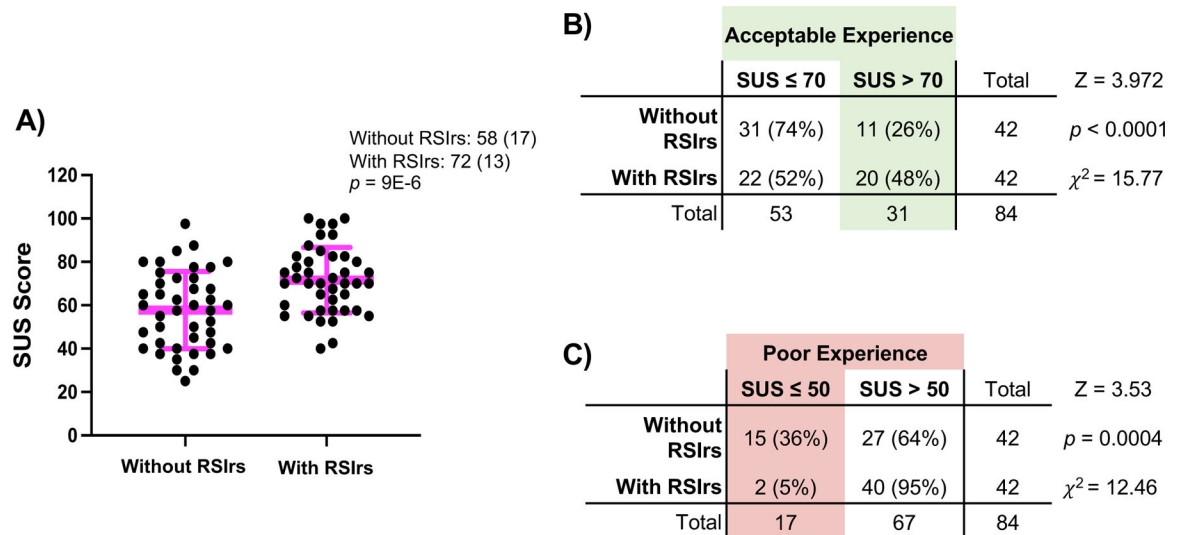 A)
Without RSIrs: 58 (17)
With RSIrs: 72 (13)
p = 9E-6
SUS Score
120
100
80
60
40
20
0
Without RSIrs
With RSIrs
B)
Acceptable Experience
SUS ≤ 70 SUS > 70 Total Z = 3.972
Without
RSIrs 31 (74%) 11 (26%) 42 p < 0.0001
With RSIrs 22 (52%) 20 (48%) 42 χ² = 15.77
Total 53 31 84
C)
Poor Experience
SUS ≤ 50 SUS > 50 Total Z = 3.53
Without
RSIrs 15 (36%) 27 (64%) 42 p = 0.0004
With RSIrs 2 (5%) 40 (95%) 42 χ² = 12.46
Total 17 67 84